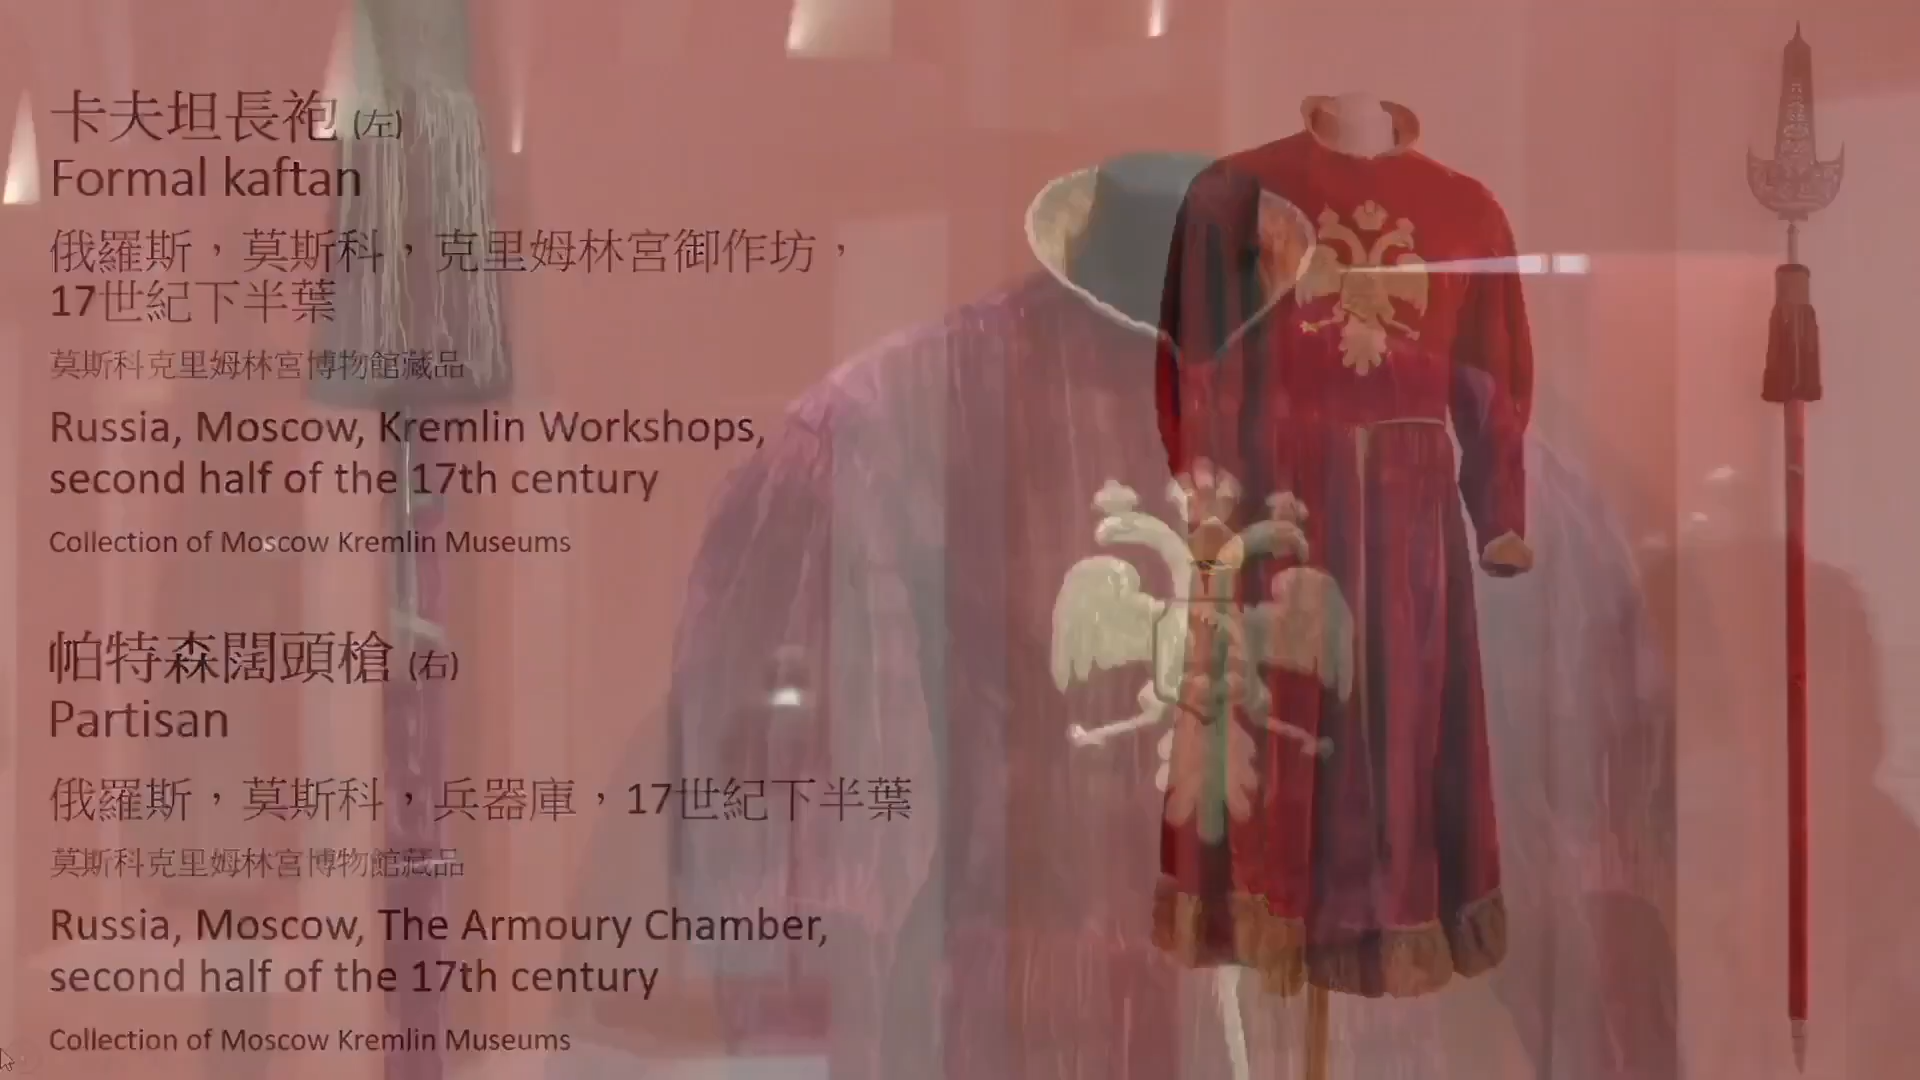 卡夫坦長袍 (左)
Formal kaftan
俄羅斯，莫斯科，克里姆林宮御作坊，
17世紀下半葉
莫斯科克里姆林宮博物館藏品
Russia, Moscow, Kremlin Workshops,
second half of the 17th century
Collection of Moscow Kremlin Museums
帕特森闊頭槍 (右)
Partisan
俄羅斯，莫斯科，兵器庫，17世紀下半葉
莫斯科克里姆林宮博物館藏品
Russia, Moscow, The Armoury Chamber,
second half of the 17th century
Collection of Moscow Kremlin Museums